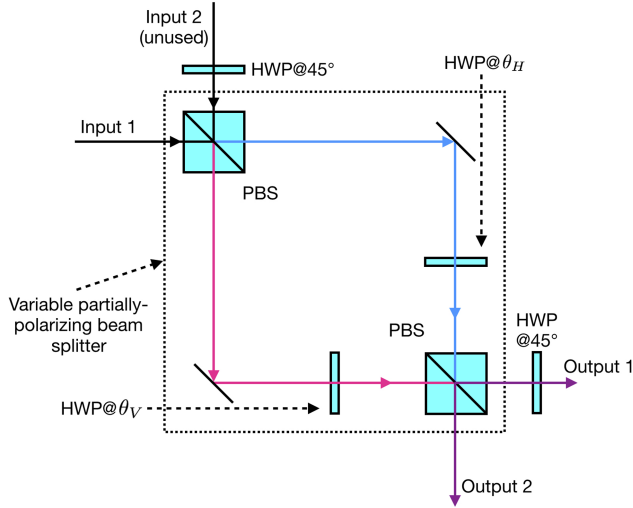 Input 2
(unused)
HWP@45°
HWP@θ_H
Input 1
PBS
Variable partially-
polarizing beam
splitter
PBS
HWP
@45°
Output 1
HWP@θ_V
Output 2